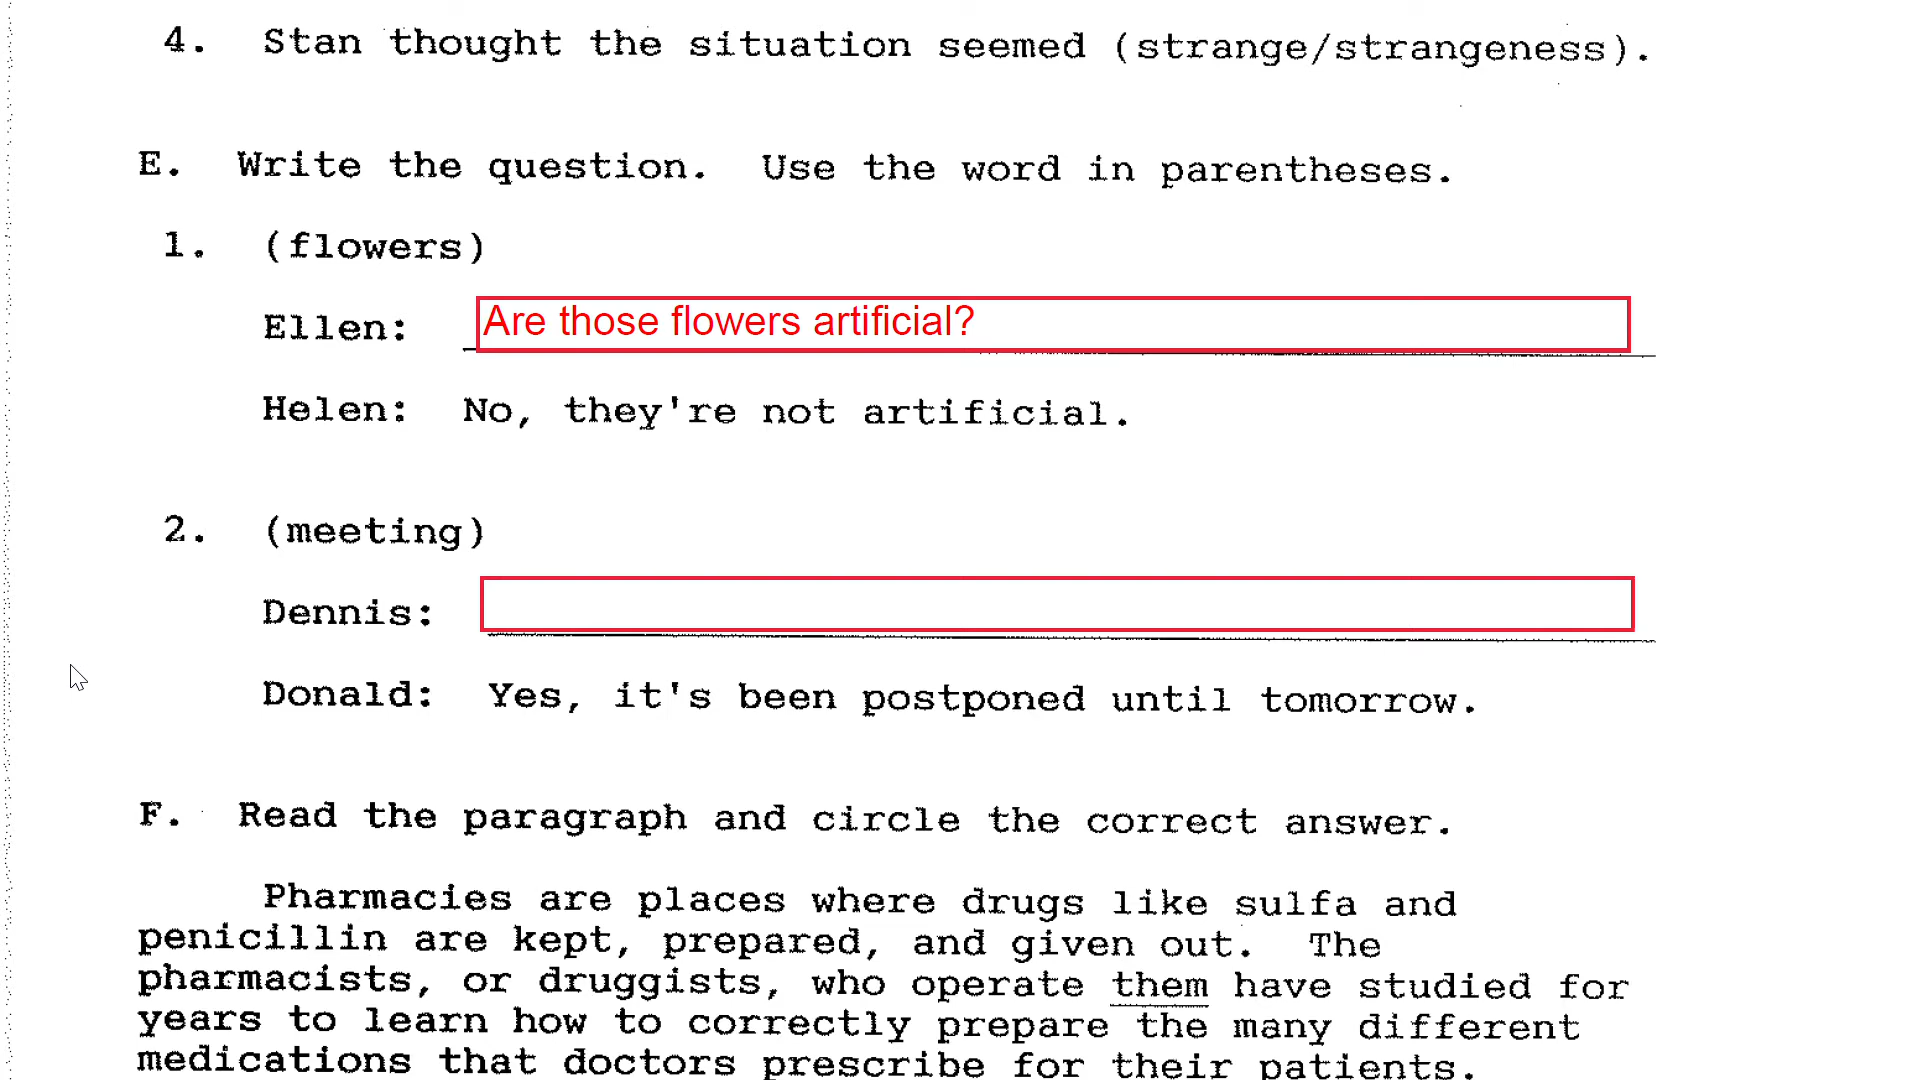 4. Stan thought the situation seemed (strange/strangeness).
E. Write the question. Use the word in parentheses.
1. (flowers)
Ellen: Are those flowers artificial?
Helen: No, they're not artificial.
2. (meeting)
Dennis:
Donald: Yes, it's been postponed until tomorrow.
F. Read the paragraph and circle the correct answer.
Pharmacies are places where drugs like sulfa and
penicillin are kept, prepared, and given out. The
pharmacists, or druggists, who operate them have studied for
years to learn how to correctly prepare the many different
medications that doctors prescribe for their patients.